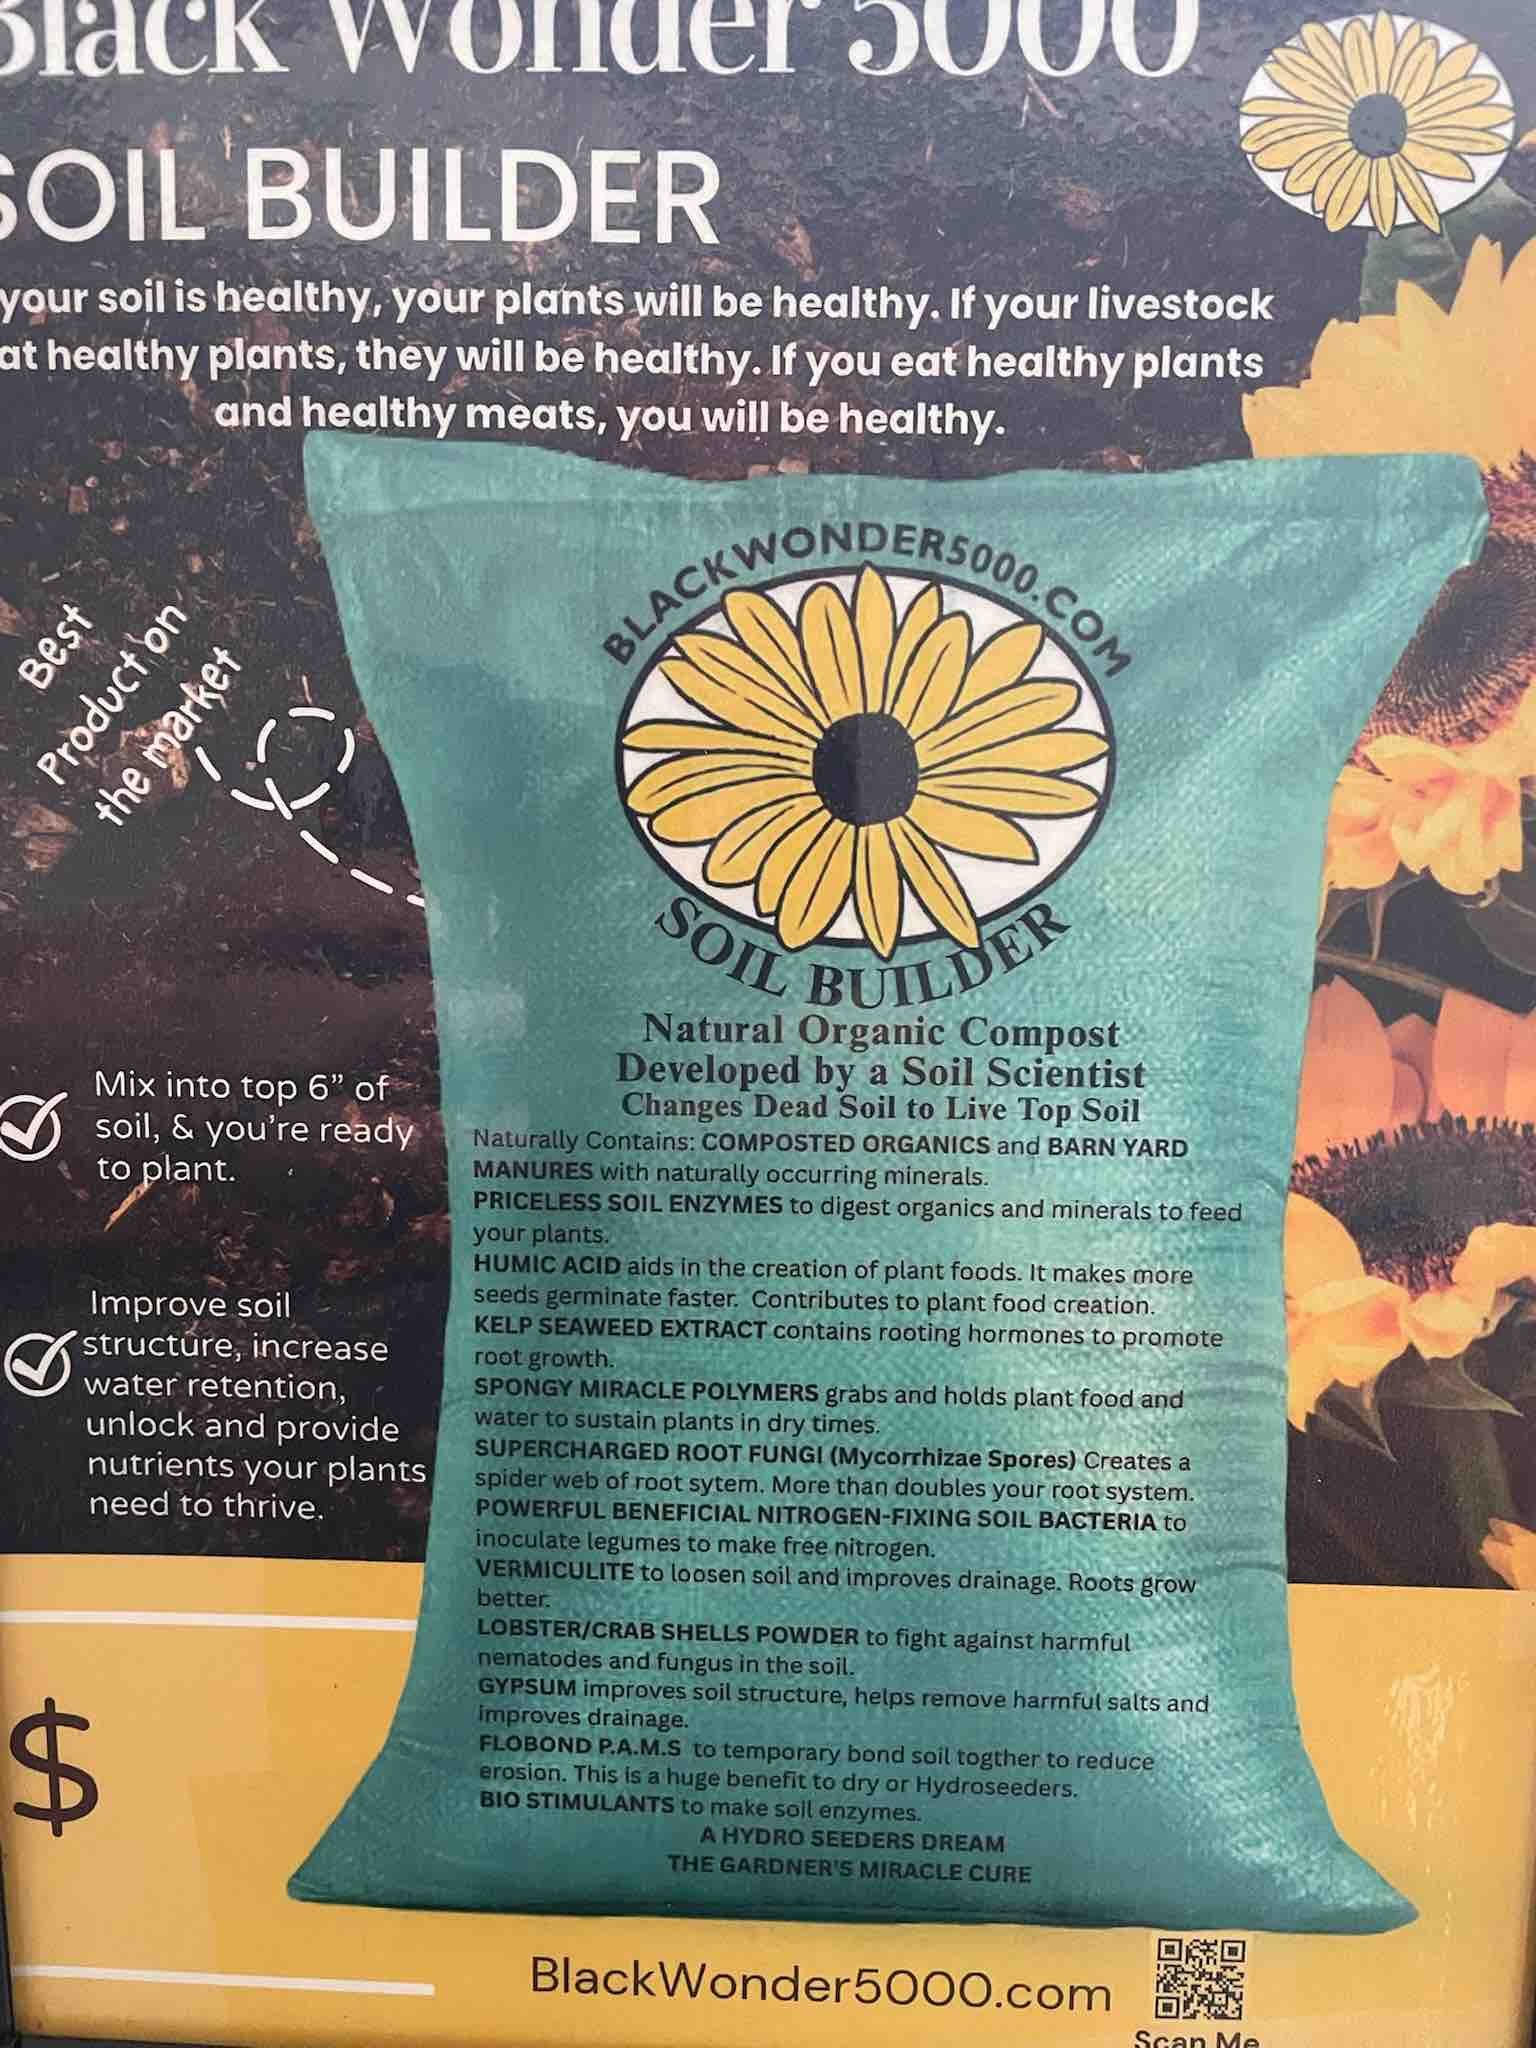 Black Wonder 5000
SOIL BUILDER
your soil is healthy, your plants will be healthy. If your livestock
at healthy plants, they will be healthy. If you eat healthy plants
and healthy meats, you will be healthy.
Best
Product on
the market
BLACKWONDER5000.COM
SOIL BUILDER
Natural Organic Compost
Developed by a Soil Scientist
Changes Dead Soil to Live Top Soil
Naturally Contains: COMPOSTED ORGANICS and BARN YARD
MANURES with naturally occurring minerals.
PRICELESS SOIL ENZYMES to digest organics and minerals to feed
your plants.
HUMIC ACID aids in the creation of plant foods. It makes more
seeds germinate faster. Contributes to plant food creation.
KELP SEAWEED EXTRACT contains rooting hormones to promote
root growth.
SPONGY MIRACLE POLYMERS grabs and holds plant food and
water to sustain plants in dry times.
SUPERCHARGED ROOT FUNGI (Mycorrhizae Spores) Creates a
spider web of root sytem. More than doubles your root system.
POWERFUL BENEFICIAL NITROGEN-FIXING SOIL BACTERIA to
inoculate legumes to make free nitrogen.
VERMICULITE to loosen soil and improves drainage. Roots grow
better.
LOBSTER/CRAB SHELLS POWDER to fight against harmful
nematodes and fungus in the soil.
GYPSUM improves soil structure, helps remove harmful salts and
improves drainage.
FLOBOND P.A.M.S to temporary bond soil togther to reduce
erosion. This is a huge benefit to dry or Hydroseeders.
BIO STIMULANTS to make soil enzymes.
A HYDRO SEEDERS DREAM
THE GARDNER'S MIRACLE CURE
Mix into top 6" of
soil, & you're ready
to plant.
Improve soil
structure, increase
water retention,
unlock and provide
nutrients your plants
need to thrive.
$
BlackWonder5000.com
Scan Me